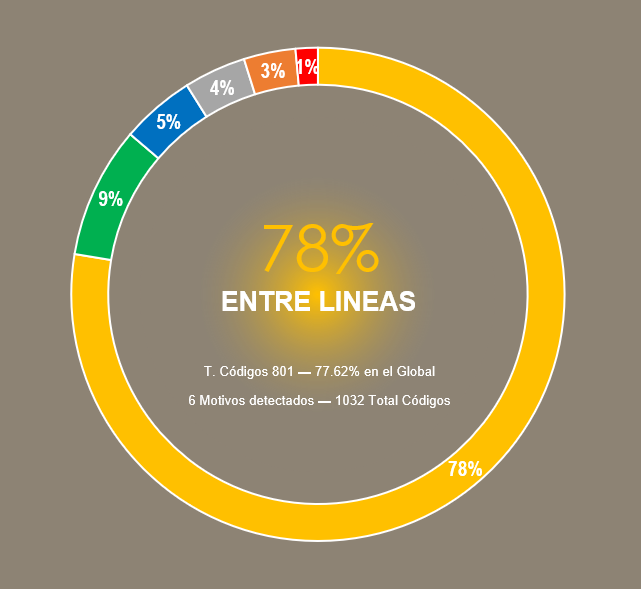 1%
3%
4%
5%
9%
78%
ENTRE LINEAS
T. Códigos 801 — 77.62% en el Global
6 Motivos detectados — 1032 Total Códigos
78%